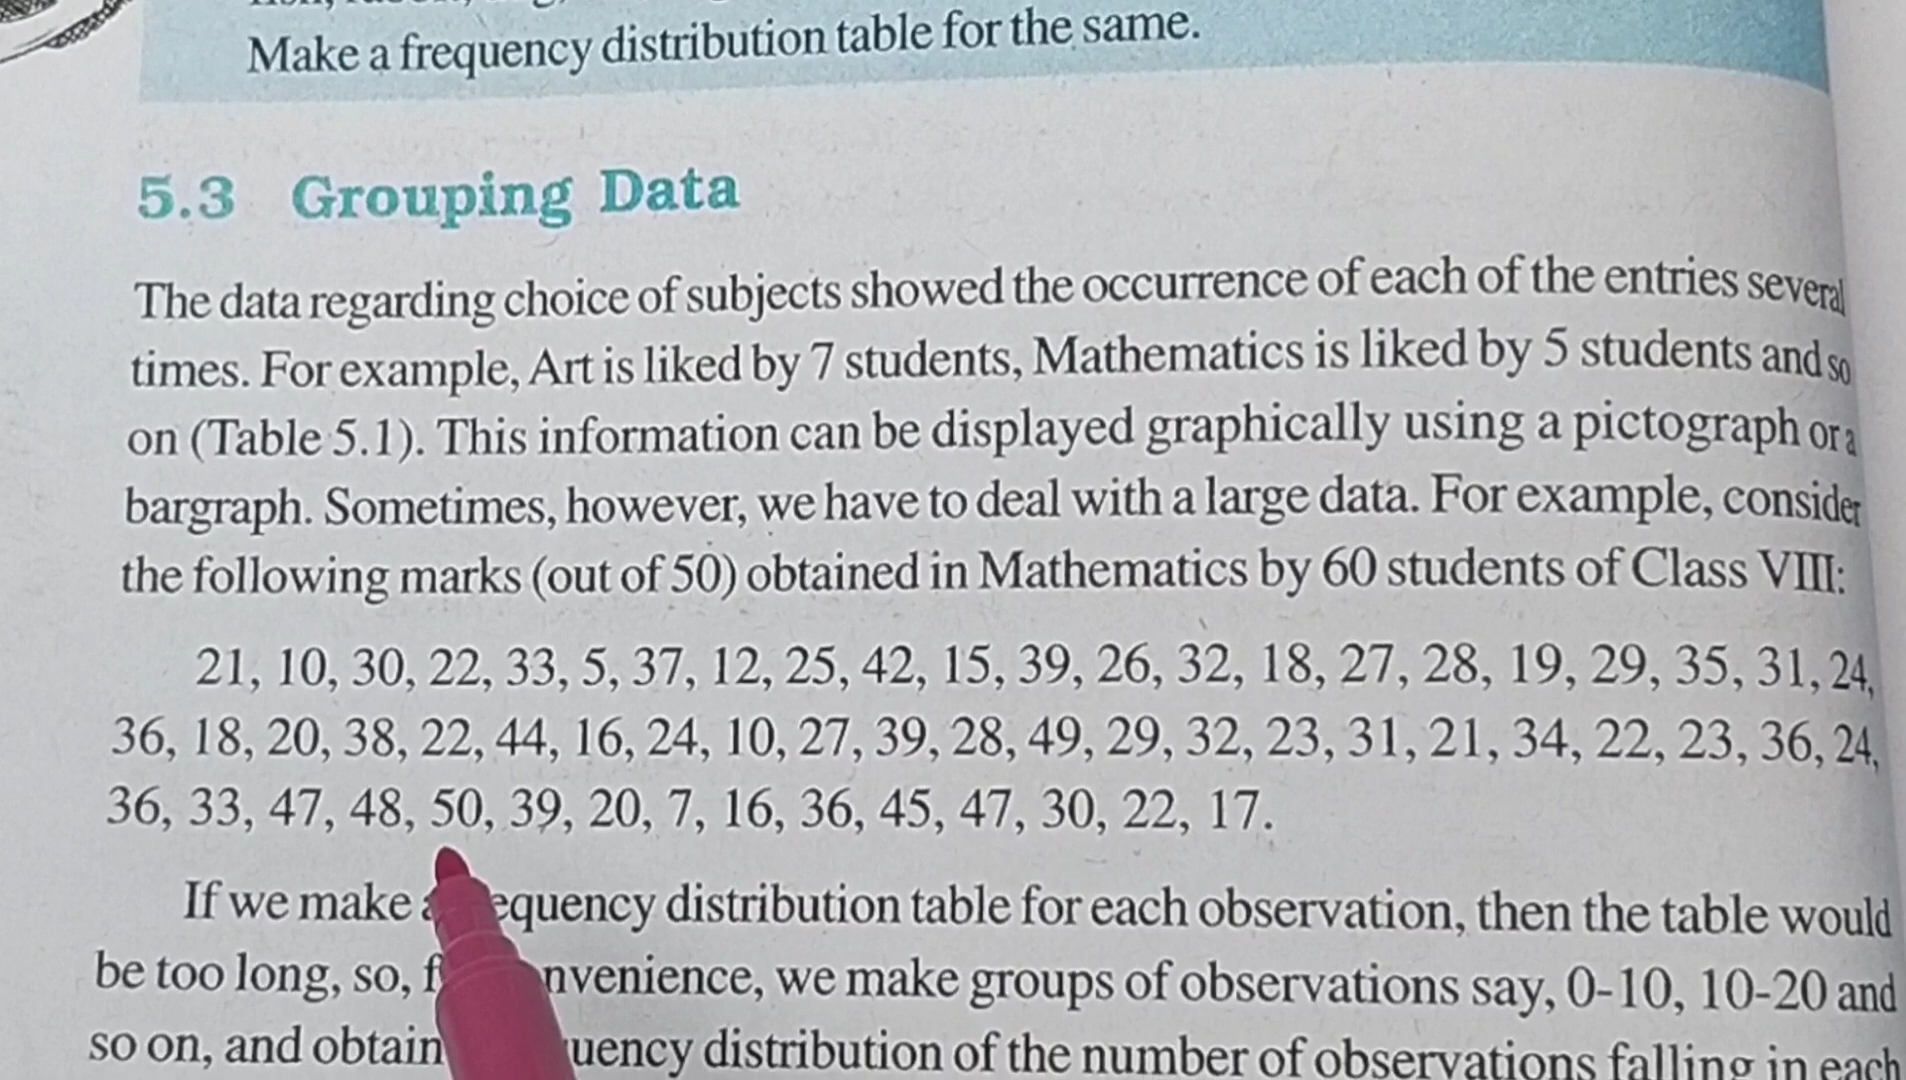 Make a frequency distribution table for the same.
5.3 Grouping Data
The data regarding choice of subjects showed the occurrence of each of the entries several
times. For example, Art is liked by 7 students, Mathematics is liked by 5 students and so
on (Table 5.1). This information can be displayed graphically using a pictograph or a
bargraph. Sometimes, however, we have to deal with a large data. For example, consider
the following marks (out of 50) obtained in Mathematics by 60 students of Class VIII:
21, 10, 30, 22, 33, 5, 37, 12, 25, 42, 15, 39, 26, 32, 18, 27, 28, 19, 29, 35, 31, 24,
36, 18, 20, 38, 22, 44, 16, 24, 10, 27, 39, 28, 49, 29, 32, 23, 31, 21, 34, 22, 23, 36, 24,
36, 33, 47, 48, 50, 39, 20, 7, 16, 36, 45, 47, 30, 22, 17.
If we make equency distribution table for each observation, then the table would
be too long, so, nvenience, we make groups of observations say, 0-10, 10-20 and
so on, and obtain uency distribution of the number of observations falling in each